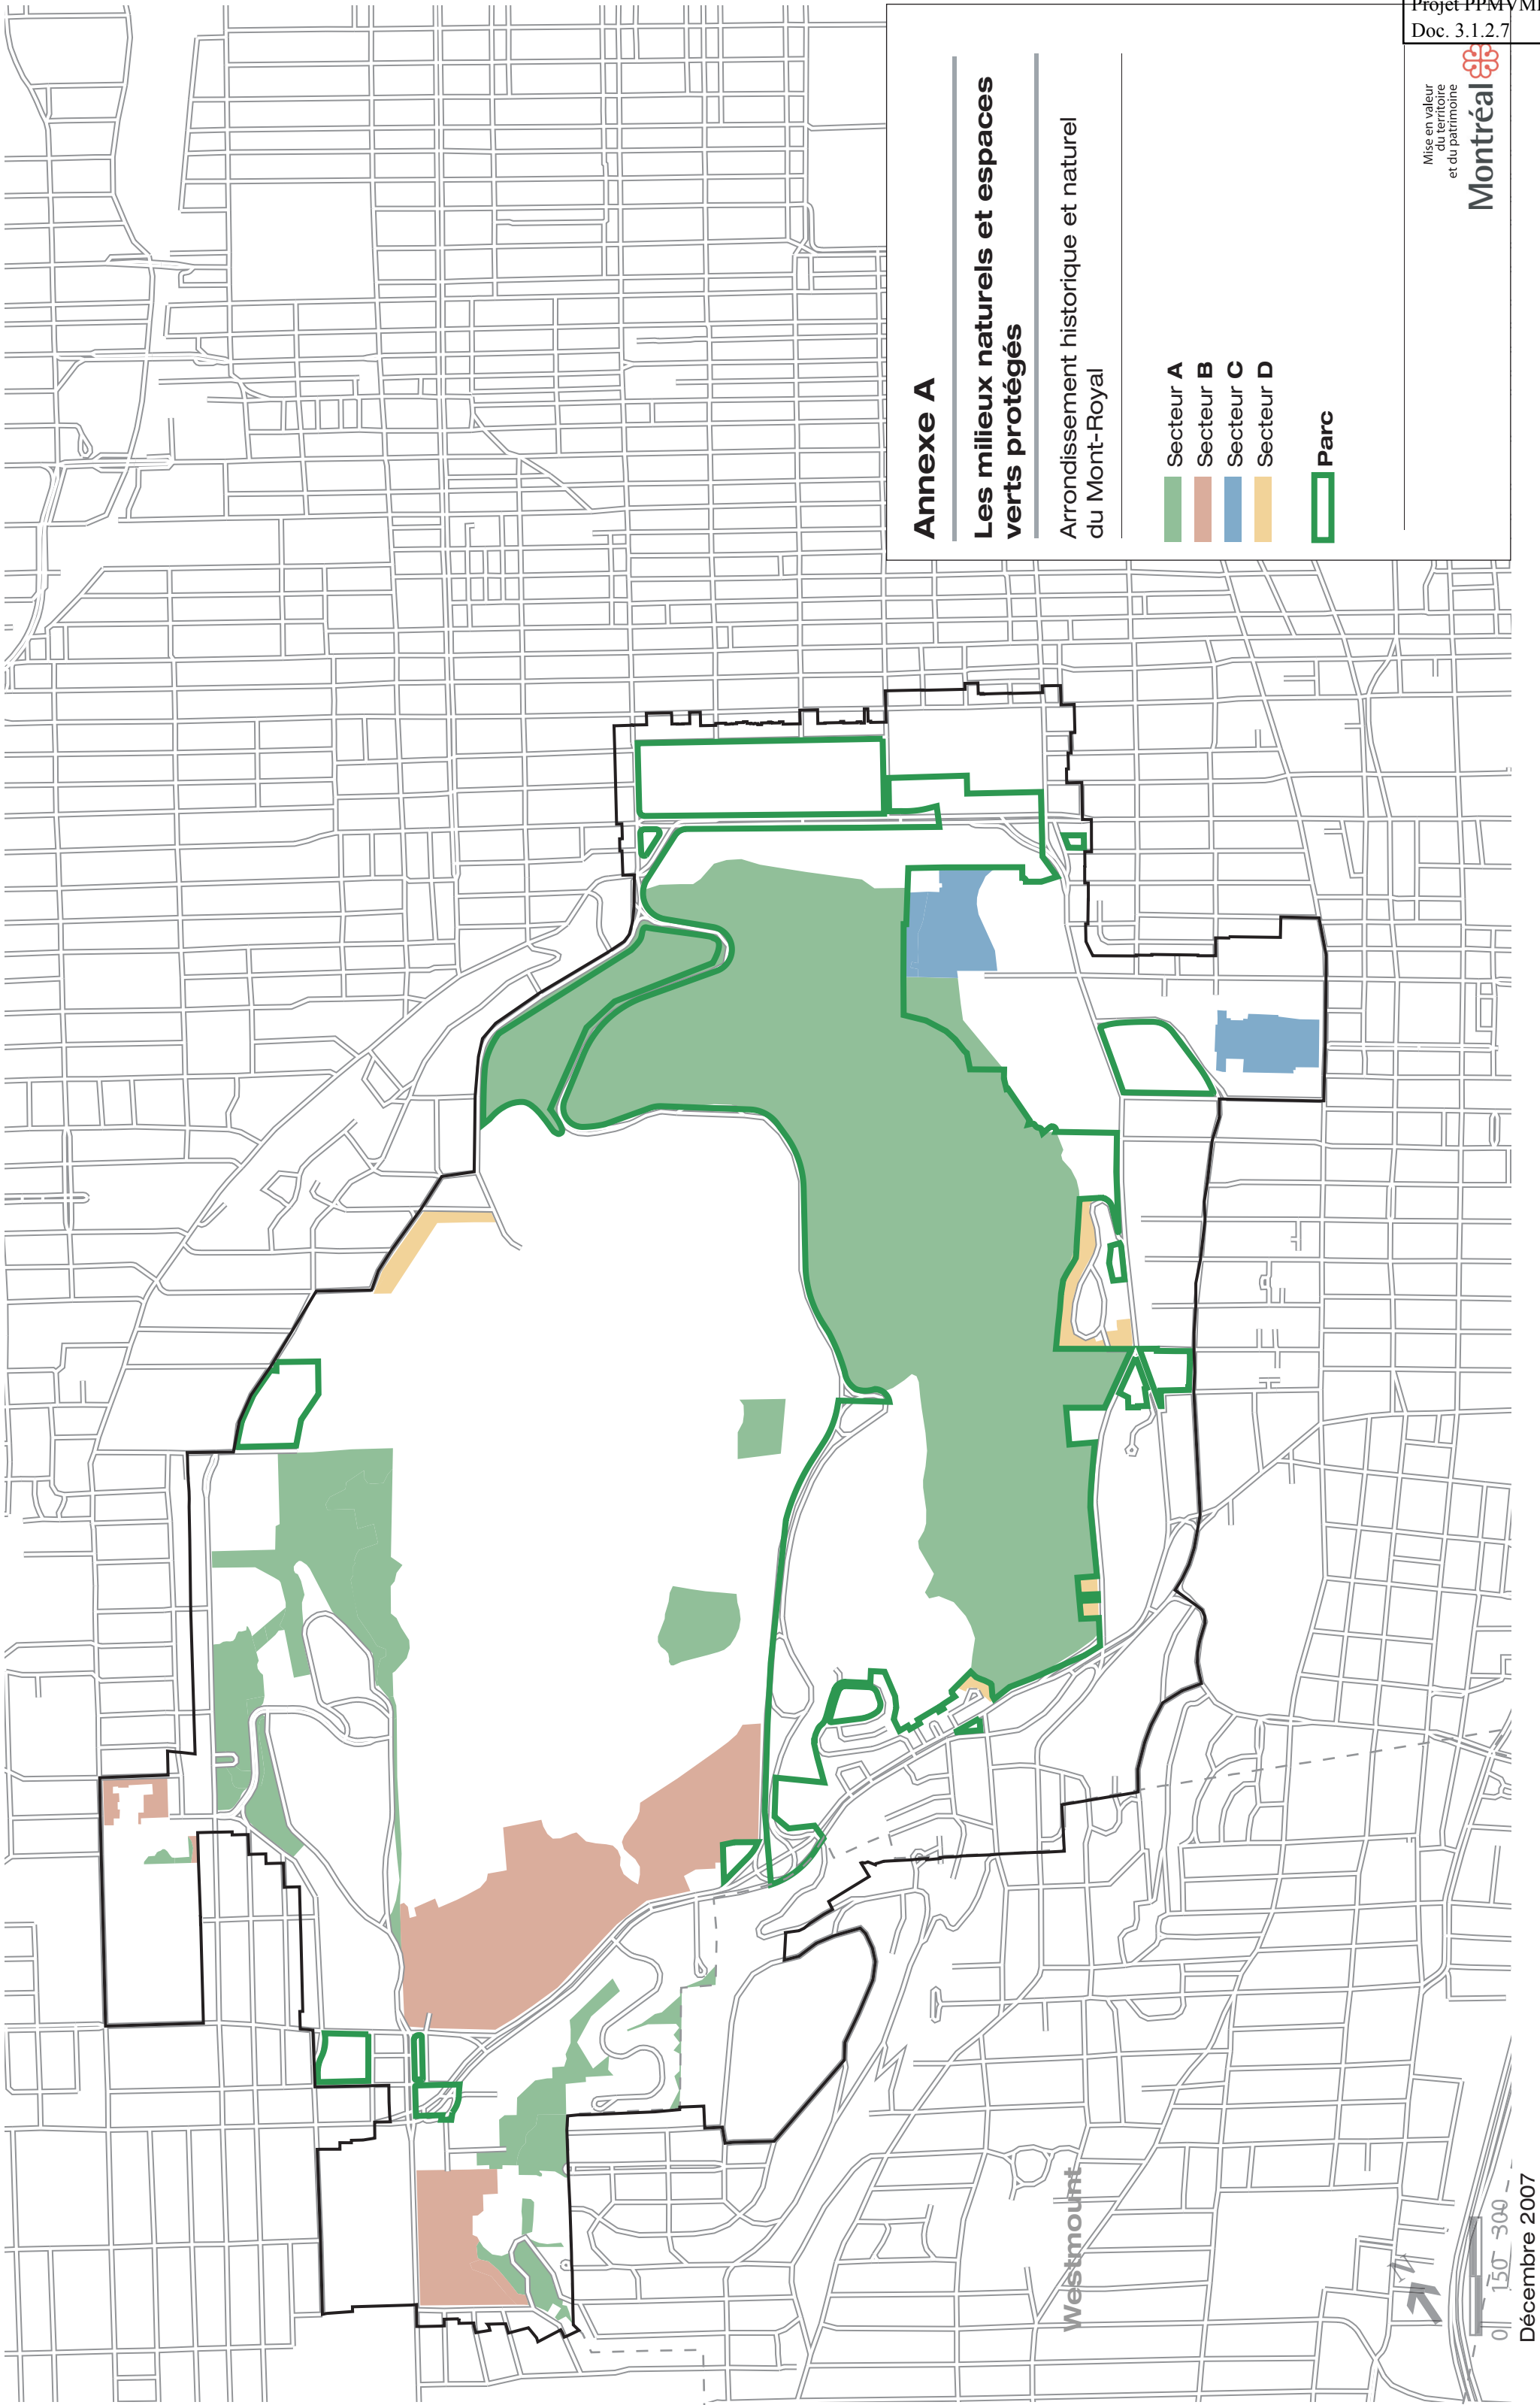 Projet PPMVMR
Doc. 3.1.2.7
Annexe A
Les milieux naturels et espaces
verts protégés
Arrondissement historique et naturel
du Mont-Royal
Secteur A
Secteur B
Secteur C
Secteur D
Parc
Mise en valeur
du territoire
et du patrimoine
Montréal
Westmount
N
0 150 300
Décembre 2007